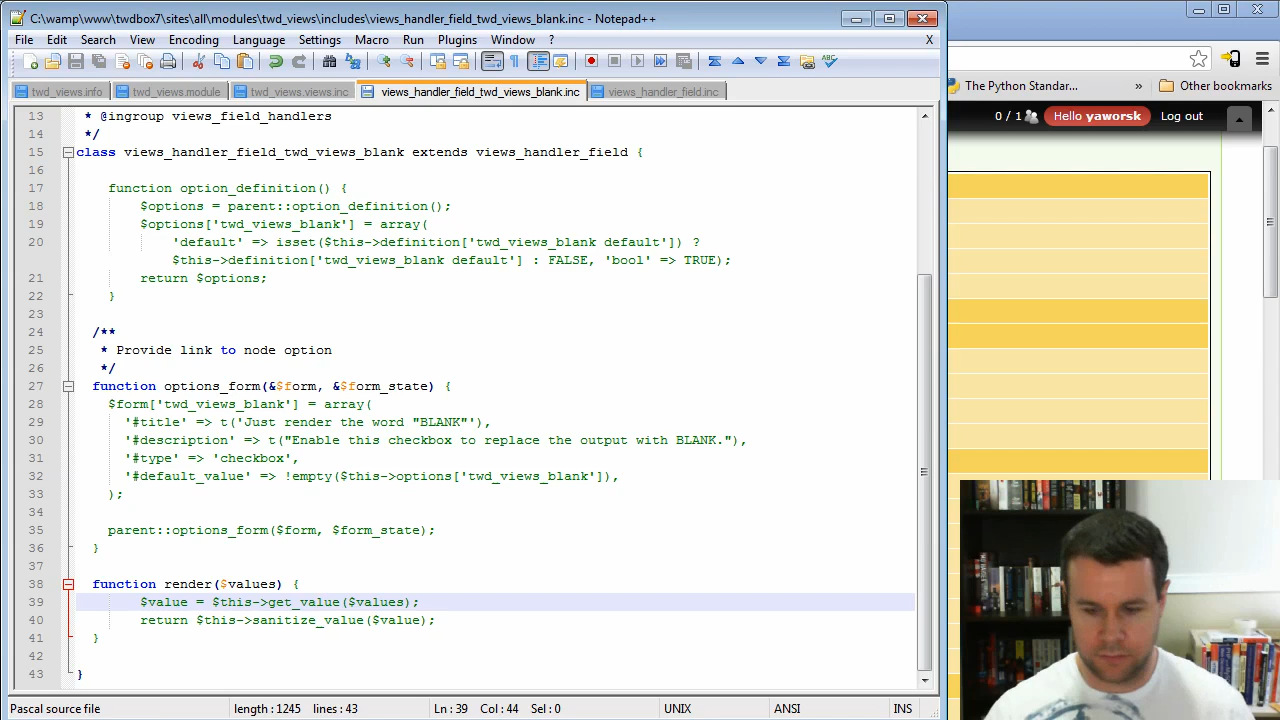 C:\wamp\www\twdbox7\sites\all\modules\twd_views\includes\views_handler_field_twd_views_blank.inc - Notepad++
File Edit Search View Encoding Language Settings Macro Run Plugins Window ? X
twd_views.info twd_views.module twd_views.views.inc views_handler_field_twd_views_blank.inc views_handler_field.inc
The Python Standar... » Other bookmarks
0 / 1 Hello yaworsk Log out
13 * @ingroup views_field_handlers
14 */
15 class views_handler_field_twd_views_blank extends views_handler_field {
16
17 function option_definition() {
18 $options = parent::option_definition();
19 $options['twd_views_blank'] = array(
20 'default' => isset($this->definition['twd_views_blank default']) ?
$this->definition['twd_views_blank default'] : FALSE, 'bool' => TRUE);
21 return $options;
22 }
23
24 /**
25 * Provide link to node option
26 */
27 function options_form(&$form, &$form_state) {
28 $form['twd_views_blank'] = array(
29 '#title' => t('Just render the word "BLANK"'),
30 '#description' => t("Enable this checkbox to replace the output with BLANK."),
31 '#type' => 'checkbox',
32 '#default_value' => !empty($this->options['twd_views_blank']),
33 );
34
35 parent::options_form($form, $form_state);
36 }
37
38 function render($values) {
39 $value = $this->get_value($values);
40 return $this->sanitize_value($value);
41 }
42
43 }
Pascal source file length : 1245 lines : 43 Ln : 39 Col : 44 Sel : 0 UNIX ANSI INS